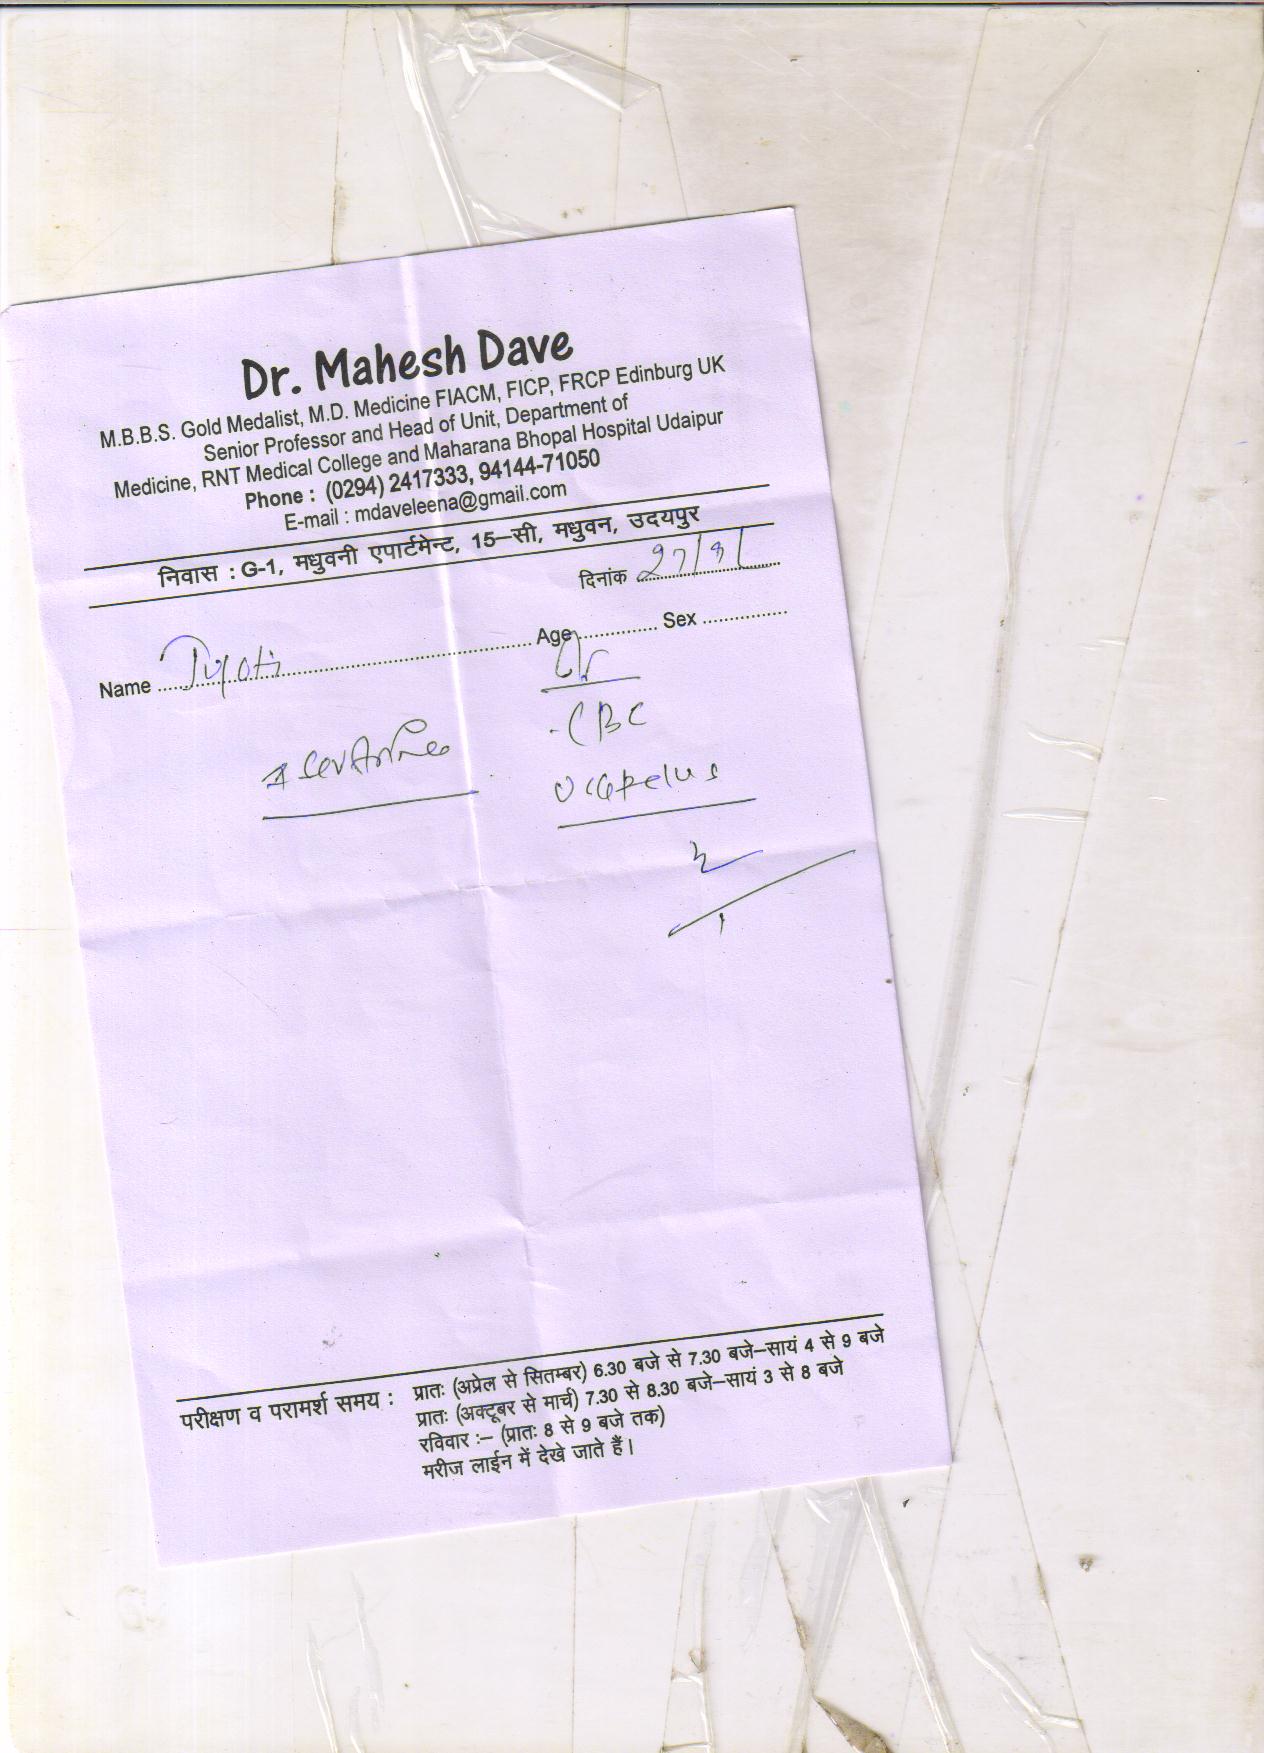 Dr. Mahesh Dave
M.B.B.S. Gold Medalist, M.D. Medicine FIACM, FICP, FRCP Edinburg UK
Senior Professor and Head of Unit, Department of
Medicine, RNT Medical College and Maharana Bhopal Hospital Udaipur
Phone : (0294) 2417333, 94144-71050
E-mail : mdaveleena@gmail.com
निवास : G-1, मधुवनी एपार्टमेन्ट, 15–सी, मधुवन, उदयपुर
दिनांक
Name Jyoti Age Sex
CBC
परीक्षण व परामर्श समय : प्रातः (अप्रेल से सितम्बर) 6.30 बजे से 7.30 बजे–सायं 4 से 9 बजे
प्रातः (अक्टूबर से मार्च) 7.30 से 8.30 बजे–सायं 3 से 8 बजे
रविवार :– (प्रातः 8 से 9 बजे तक)
मरीज लाईन में देखे जाते हैं।